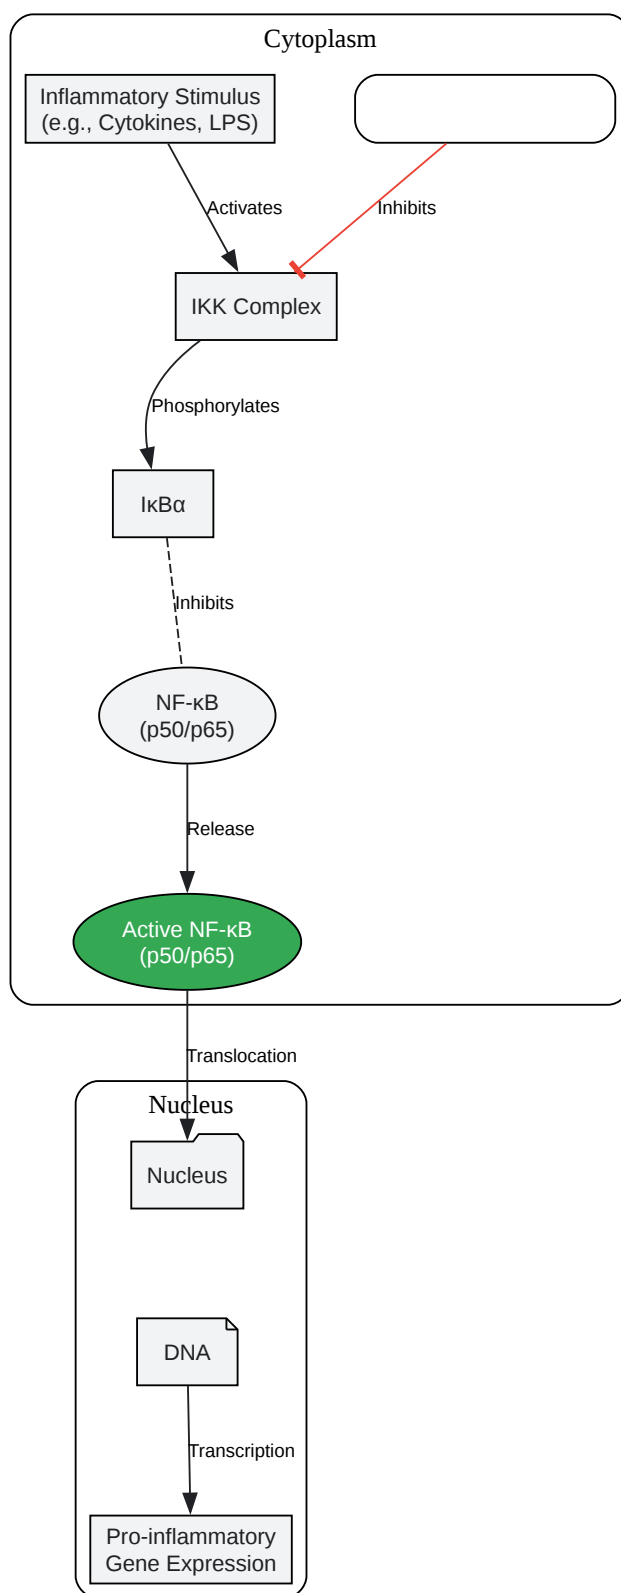 Cytoplasm
Inflammatory Stimulus
(e.g., Cytokines, LPS)
Activates
Inhibits
IKK Complex
Phosphorylates
IκBα
Inhibits
NF-κB
(p50/p65)
Release
Active NF-κB
(p50/p65)
Translocation
Nucleus
Nucleus
DNA
Transcription
Pro-inflammatory
Gene Expression